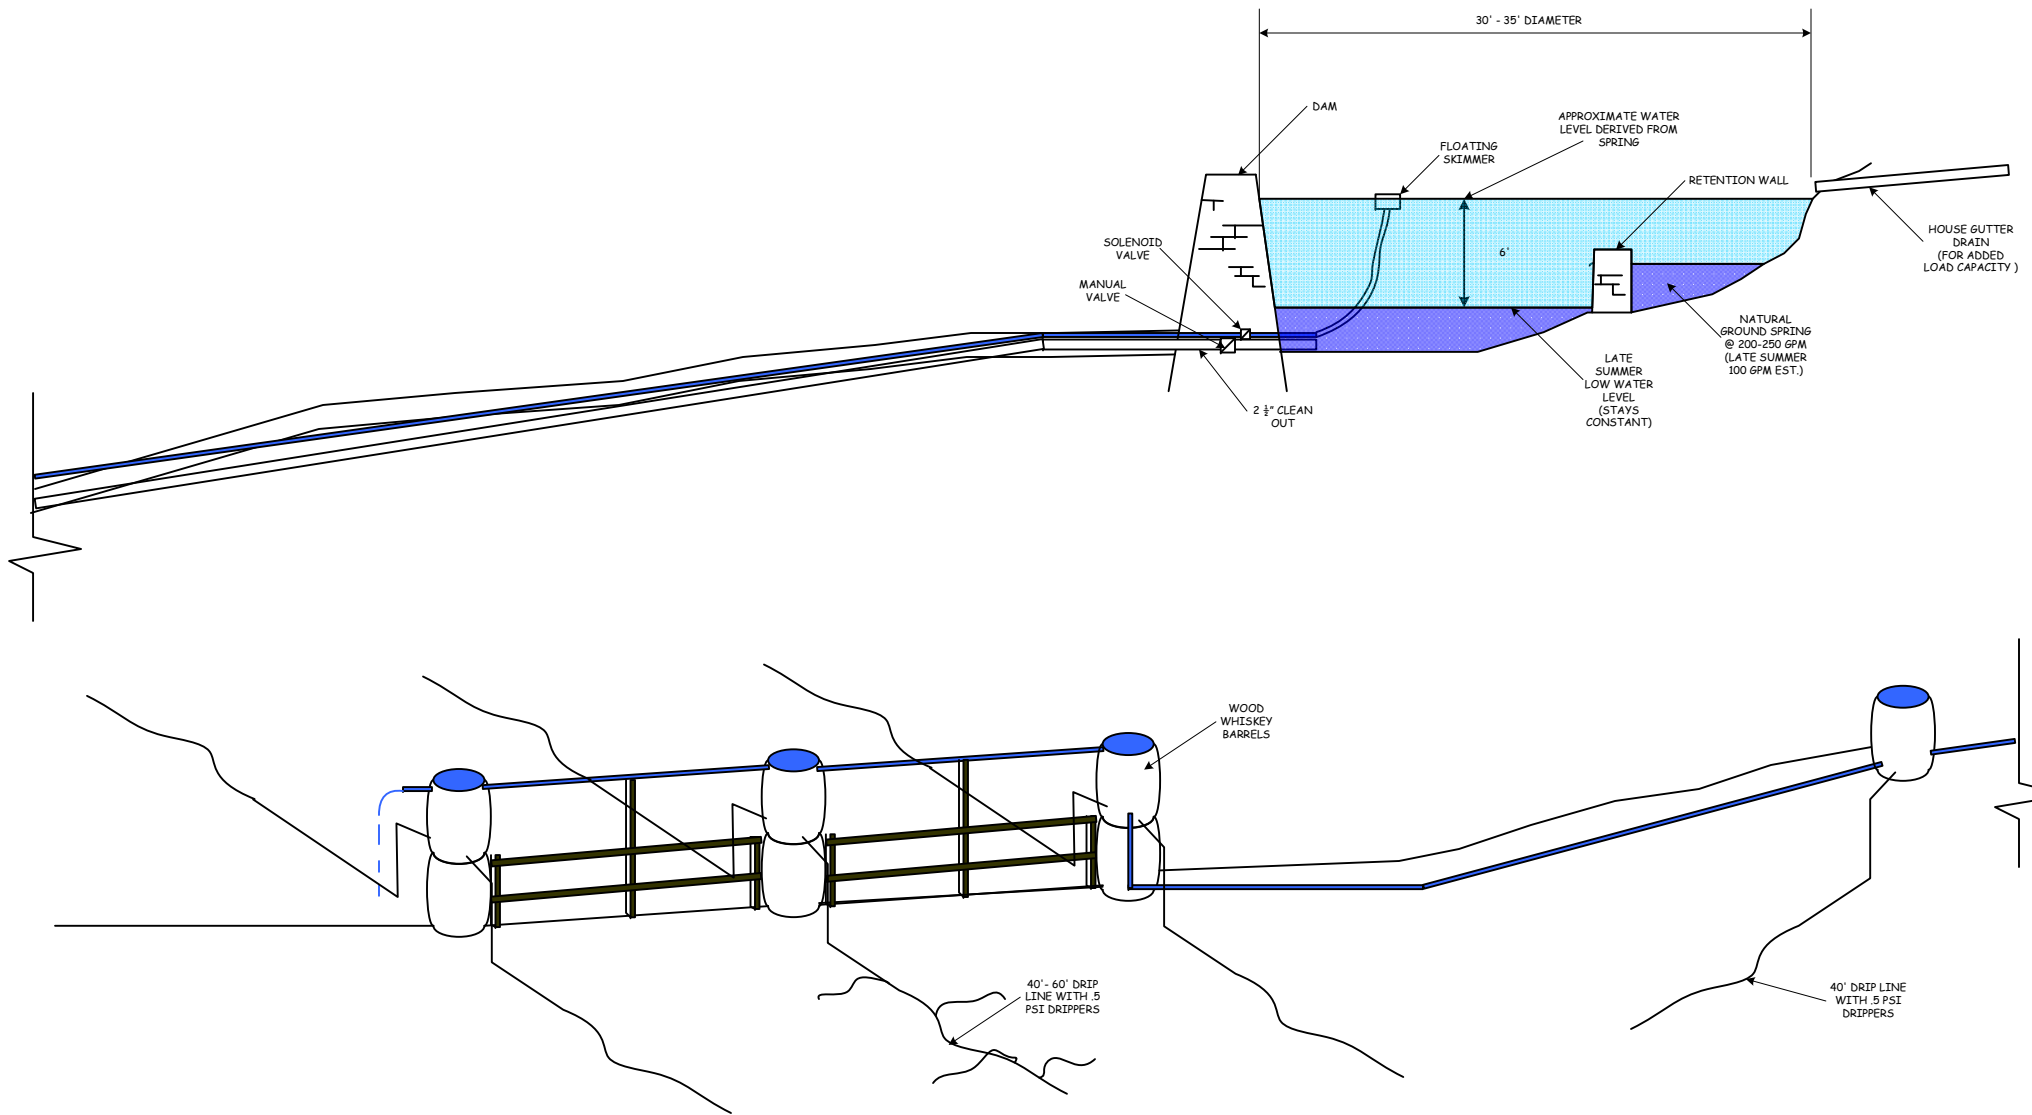 30' - 35' DIAMETER
DAM
APPROXIMATE WATER
LEVEL DERIVED FROM
SPRING
FLOATING
SKIMMER
RETENTION WALL
SOLENOID
VALVE
6'
HOUSE GUTTER
DRAIN
(FOR ADDED
LOAD CAPACITY )
MANUAL
VALVE
NATURAL
GROUND SPRING
@ 200-250 GPM
(LATE SUMMER
100 GPM EST.)
LATE
SUMMER
LOW WATER
LEVEL
(STAYS
CONSTANT)
2 ½" CLEAN
OUT
WOOD
WHISKEY
BARRELS
40'- 60' DRIP
LINE WITH .5
PSI DRIPPERS
40' DRIP LINE
WITH .5 PSI
DRIPPERS